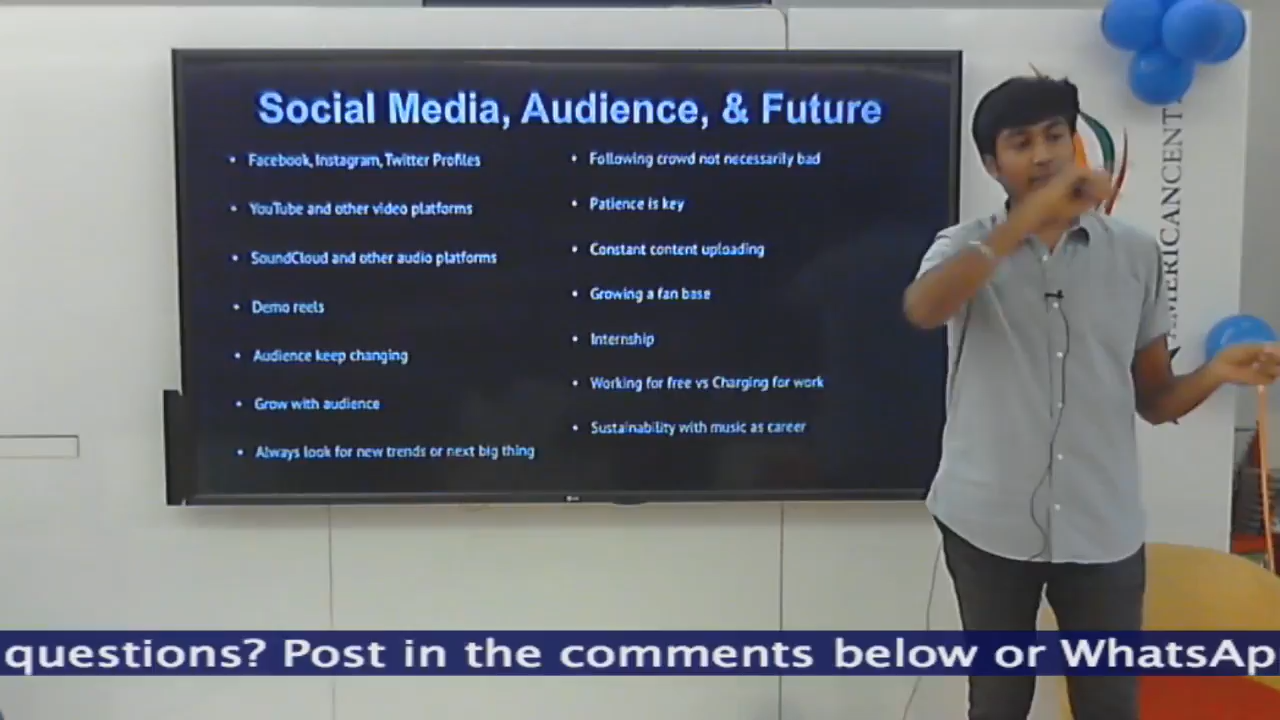 Social Media, Audience, & Future
• Facebook, Instagram, Twitter Profiles
• YouTube and other video platforms
• SoundCloud and other audio platforms
• Demo reels
• Audience keep changing
• Grow with audience
• Always look for new trends or next big thing
• Following crowd not necessarily bad
• Patience is key
• Constant content uploading
• Growing a fan base
• Internship
• Working for free vs Charging for work
• Sustainability with music as career
AMERICANCENT
questions? Post in the comments below or WhatsAp